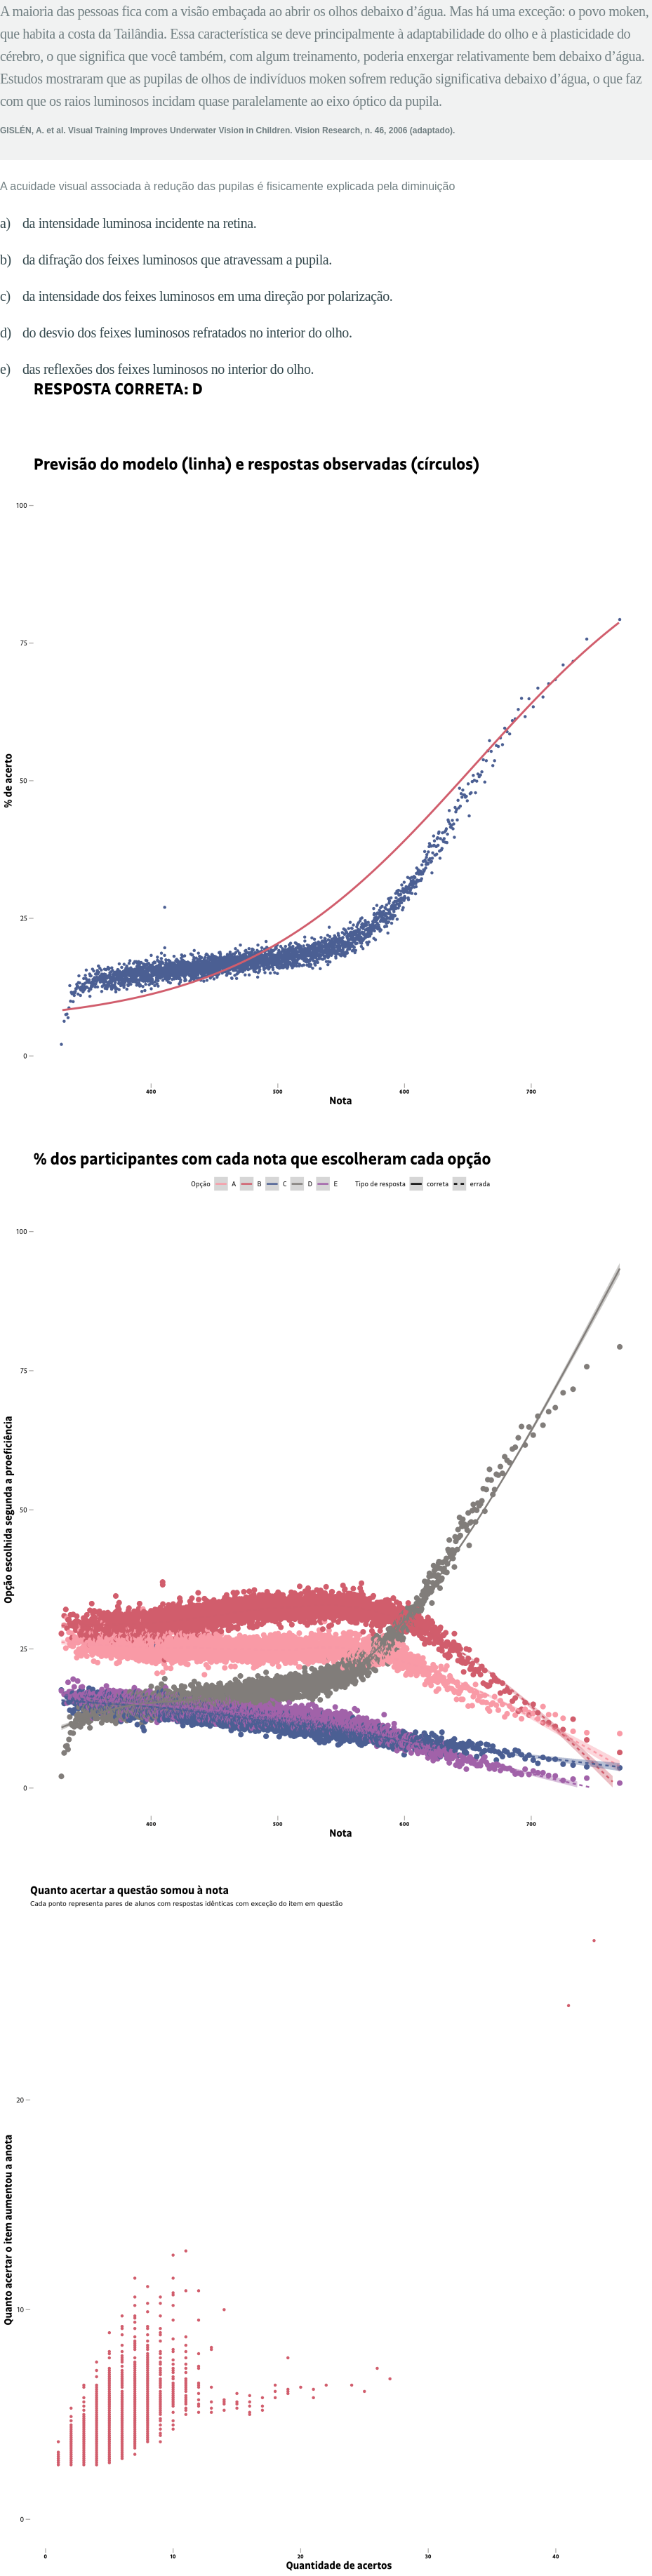 A maioria das pessoas fica com a visão embaçada ao abrir os olhos debaixo d’água. Mas há uma exceção: o povo moken,
que habita a costa da Tailândia. Essa característica se deve principalmente à adaptabilidade do olho e à plasticidade do
cérebro, o que significa que você também, com algum treinamento, poderia enxergar relativamente bem debaixo d’água.
Estudos mostraram que as pupilas de olhos de indivíduos moken sofrem redução significativa debaixo d’água, o que faz
com que os raios luminosos incidam quase paralelamente ao eixo óptico da pupila.
GISLÉN, A. et al. Visual Training Improves Underwater Vision in Children. Vision Research, n. 46, 2006 (adaptado).
A acuidade visual associada à redução das pupilas é fisicamente explicada pela diminuição
a) da intensidade luminosa incidente na retina.
b) da difração dos feixes luminosos que atravessam a pupila.
c) da intensidade dos feixes luminosos em uma direção por polarização.
d) do desvio dos feixes luminosos refratados no interior do olho.
e) das reflexões dos feixes luminosos no interior do olho.
RESPOSTA CORRETA: D
Previsão do modelo (linha) e respostas observadas (círculos)
100
75
50
25
0
% de acerto
400 500 600 700
Nota
% dos participantes com cada nota que escolheram cada opção
Opção A B C D E Tipo de resposta correta errada
100
75
50
25
0
Opção escolhida segunda a proeficiência
400 500 600 700
Nota
Quanto acertar a questão somou à nota
Cada ponto representa pares de alunos com respostas idênticas com exceção do item em questão
20
10
0
Quanto acertar o item aumentou a anota
0 10 20 30 40
Quantidade de acertos